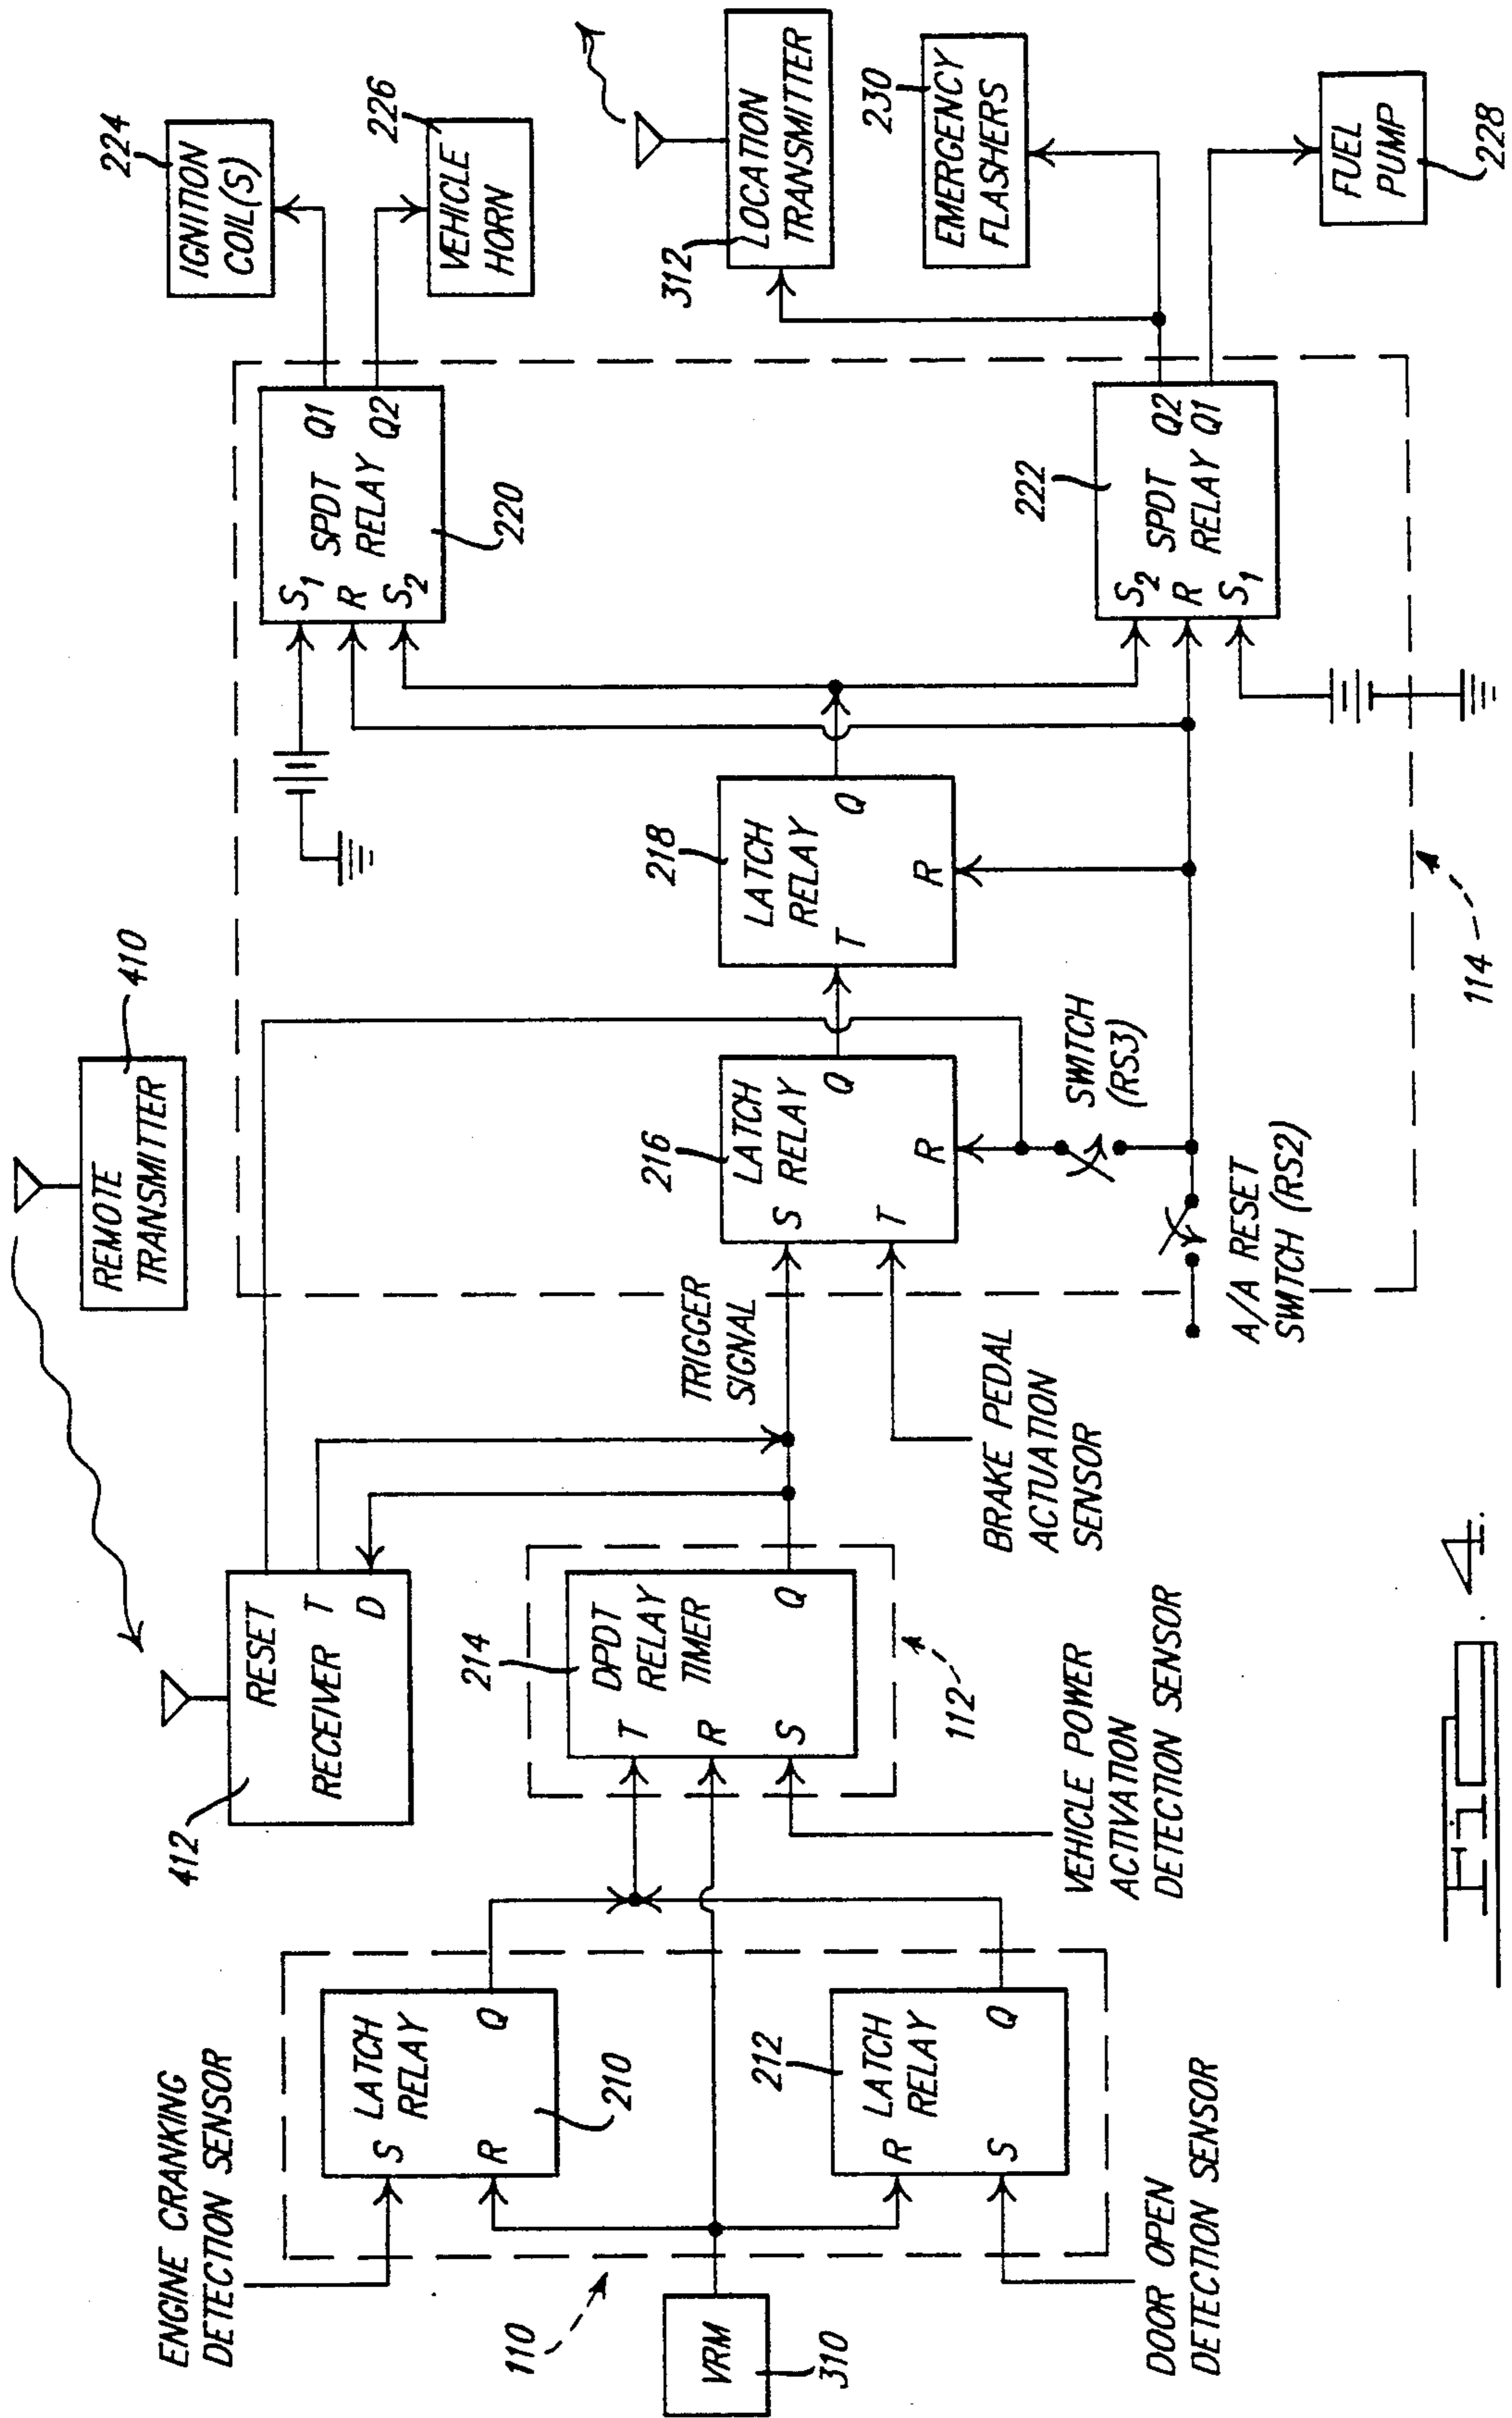 REMOTE
TRANSMITTER
410
412
RESET
RECEIVER
T
D
IGNITION
COIL(S)
224
VEHICLE
HORN
226
LOCATION
TRANSMITTER
312
EMERGENCY
FLASHERS
230
FUEL
PUMP
228
ENGINE CRANKING
DETECTION SENSOR
S
LATCH
RELAY
R
Q
210
212
R
LATCH
RELAY
S
Q
DOOR OPEN
DETECTION SENSOR
110
VRM
310
214
T
DPDT
RELAY
TIMER
R
S
Q
112
VEHICLE POWER
ACTIVATION
DETECTION SENSOR
TRIGGER
SIGNAL
BRAKE PEDAL
ACTUATION
SENSOR
216
S
LATCH
RELAY
T
Q
R
SWITCH
(RS3)
A/A RESET
SWITCH (RS2)
218
LATCH
RELAY
T
Q
R
S1
SPDT
RELAY
R
S2
Q1
Q2
220
222
S2
SPDT
RELAY
R
S1
Q2
Q1
114
Fig. 4.